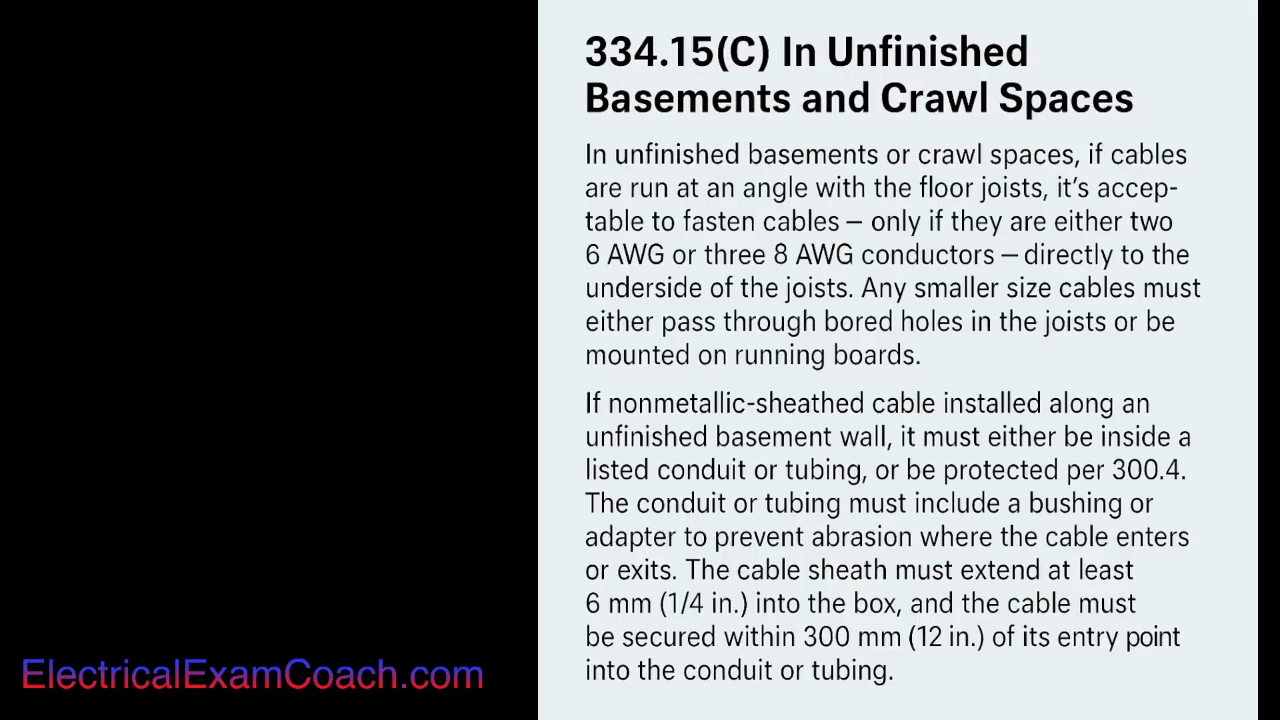 334.15(C) In Unfinished
Basements and Crawl Spaces
In unfinished basements or crawl spaces, if cables
are run at an angle with the floor joists, it's accep-
table to fasten cables — only if they are either two
6 AWG or three 8 AWG conductors — directly to the
underside of the joists. Any smaller size cables must
either pass through bored holes in the joists or be
mounted on running boards.
If nonmetallic-sheathed cable installed along an
unfinished basement wall, it must either be inside a
listed conduit or tubing, or be protected per 300.4.
The conduit or tubing must include a bushing or
adapter to prevent abrasion where the cable enters
or exits. The cable sheath must extend at least
6 mm (1/4 in.) into the box, and the cable must
be secured within 300 mm (12 in.) of its entry point
into the conduit or tubing.
ElectricalExamCoach.com